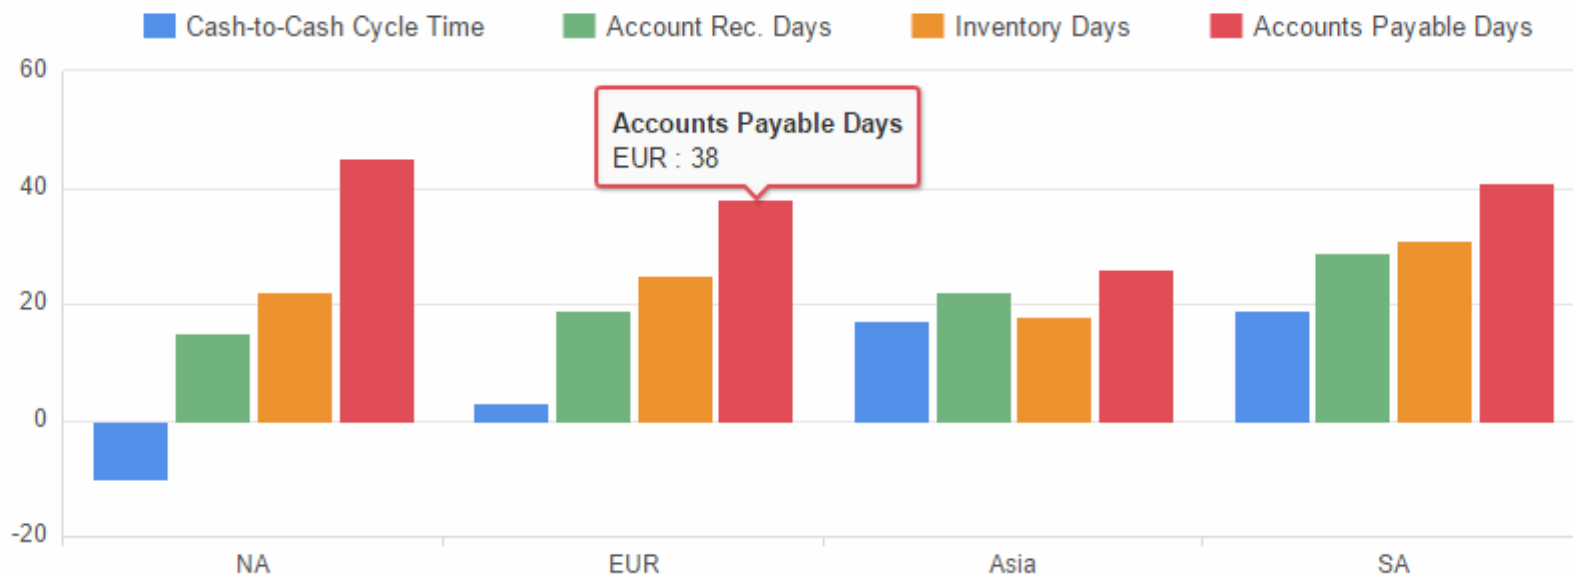 Cash-to-Cash Cycle Time Account Rec. Days Inventory Days Accounts Payable Days
60
Accounts Payable Days
EUR : 38
40
20
0
-20
NA EUR Asia SA